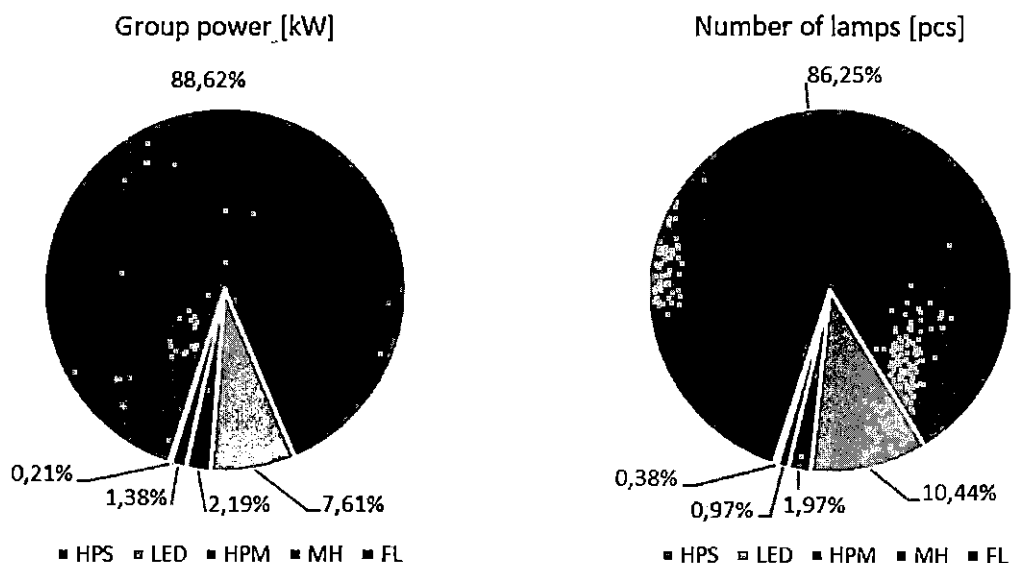 Group power [kW]
88,62%
0,21%
1,38%
2,19%
7,61%
HPS LED HPM MH FL
Number of lamps [pcs]
86,25%
0,38%
0,97%
1,97%
10,44%
HPS LED HPM MH FL